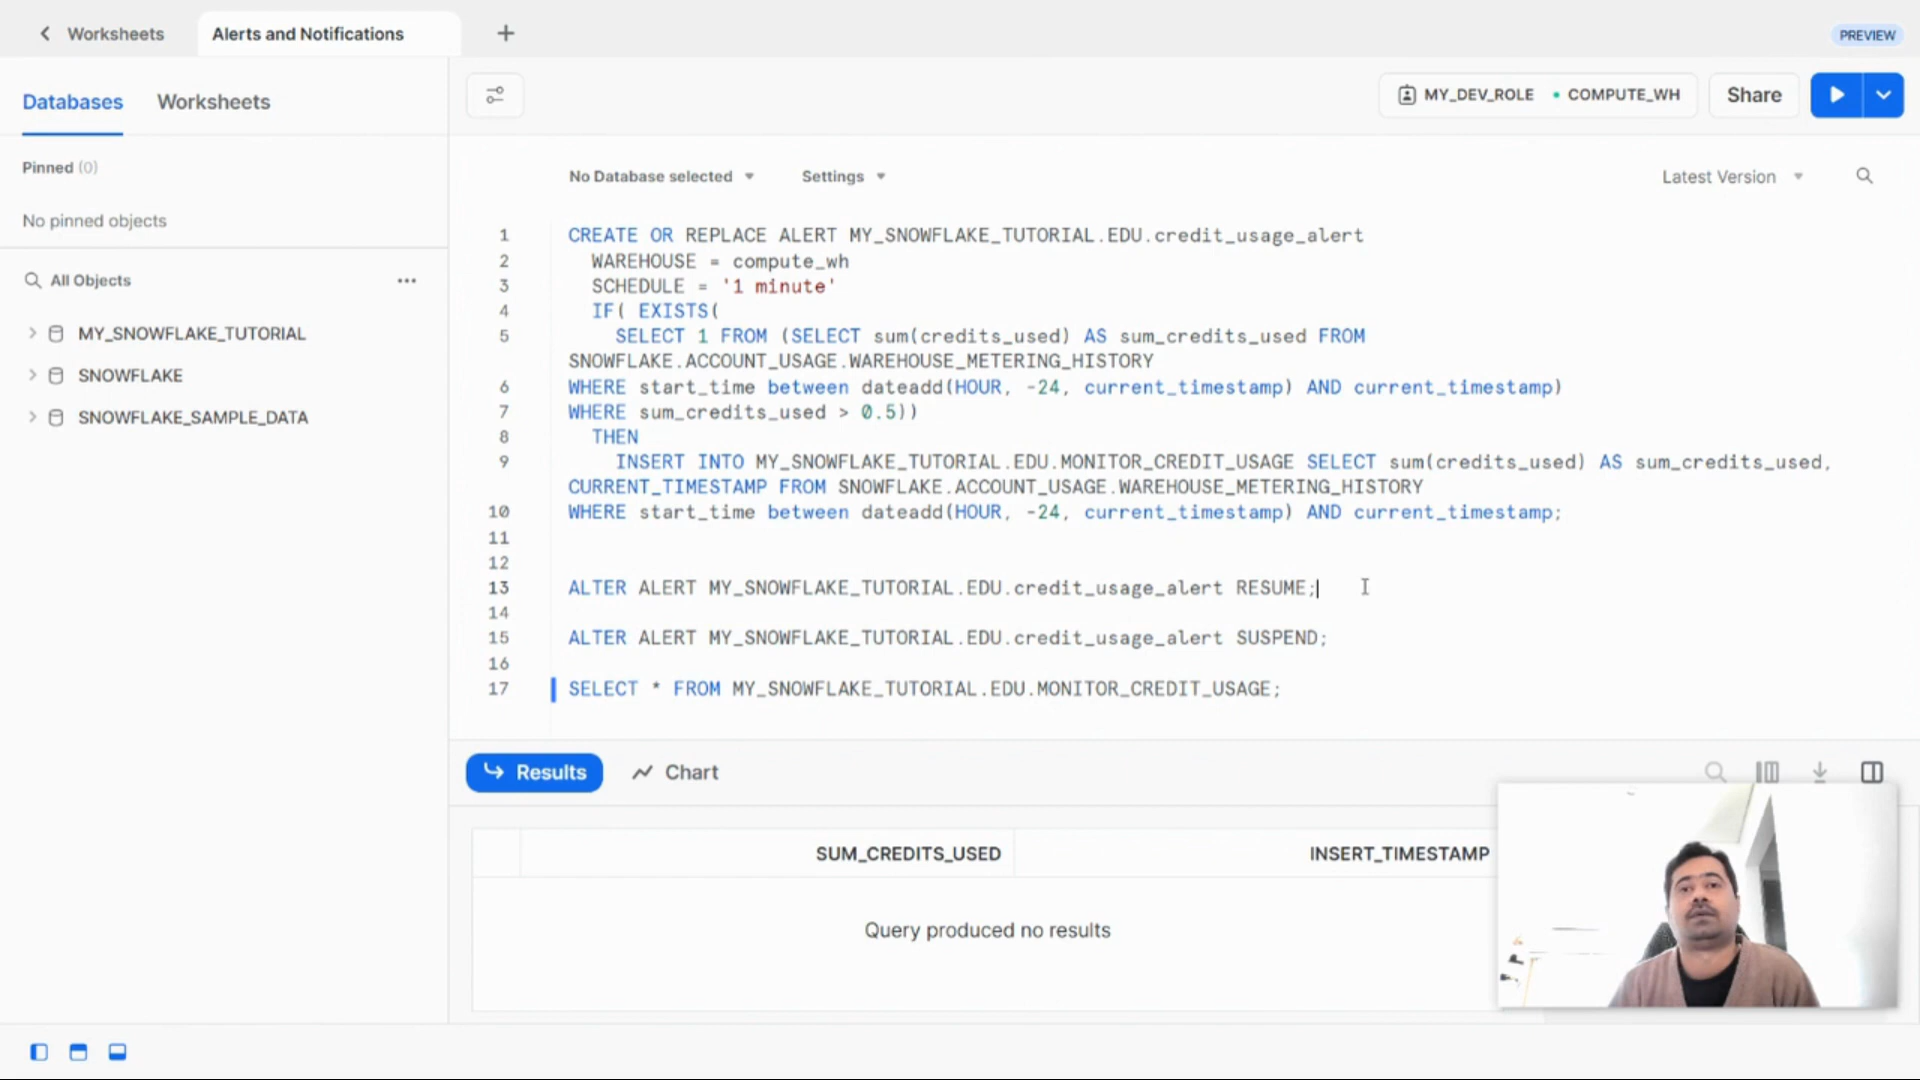 Worksheets
Alerts and Notifications
PREVIEW
Databases
Worksheets
MY_DEV_ROLE
COMPUTE_WH
Share
Pinned (0)
No pinned objects
No Database selected
Settings
Latest Version
All Objects
MY_SNOWFLAKE_TUTORIAL
SNOWFLAKE
SNOWFLAKE_SAMPLE_DATA
1 CREATE OR REPLACE ALERT MY_SNOWFLAKE_TUTORIAL.EDU.credit_usage_alert
2 WAREHOUSE = compute_wh
3 SCHEDULE = '1 minute'
4 IF( EXISTS(
5 SELECT 1 FROM (SELECT sum(credits_used) AS sum_credits_used FROM
SNOWFLAKE.ACCOUNT_USAGE.WAREHOUSE_METERING_HISTORY
6 WHERE start_time between dateadd(HOUR, -24, current_timestamp) AND current_timestamp)
7 WHERE sum_credits_used > 0.5))
8 THEN
9 INSERT INTO MY_SNOWFLAKE_TUTORIAL.EDU.MONITOR_CREDIT_USAGE SELECT sum(credits_used) AS sum_credits_used,
CURRENT_TIMESTAMP FROM SNOWFLAKE.ACCOUNT_USAGE.WAREHOUSE_METERING_HISTORY
10 WHERE start_time between dateadd(HOUR, -24, current_timestamp) AND current_timestamp;
11
12
13 ALTER ALERT MY_SNOWFLAKE_TUTORIAL.EDU.credit_usage_alert RESUME;
14
15 ALTER ALERT MY_SNOWFLAKE_TUTORIAL.EDU.credit_usage_alert SUSPEND;
16
17 SELECT * FROM MY_SNOWFLAKE_TUTORIAL.EDU.MONITOR_CREDIT_USAGE;
Results
Chart
SUM_CREDITS_USED
INSERT_TIMESTAMP
Query produced no results